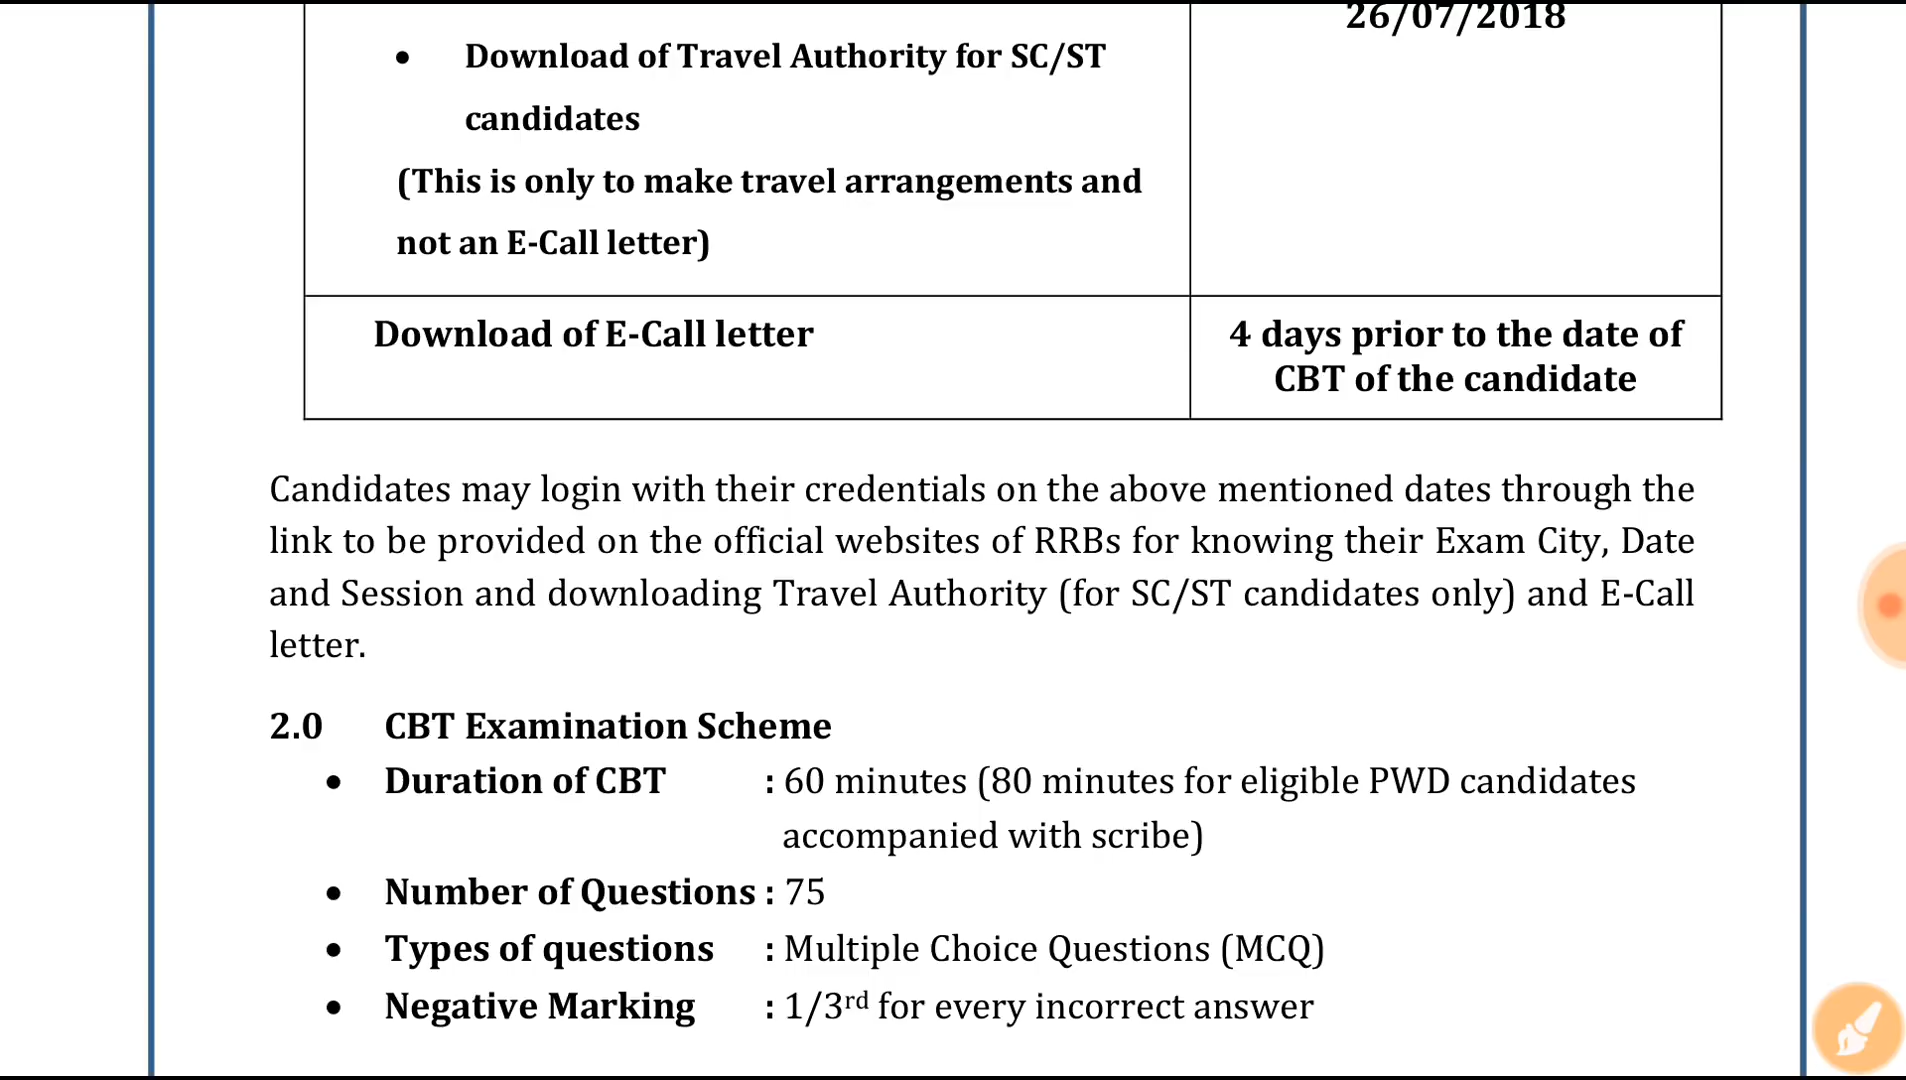 26/07/2018
• Download of Travel Authority for SC/ST
candidates
(This is only to make travel arrangements and
not an E-Call letter)
Download of E-Call letter
4 days prior to the date of
CBT of the candidate
Candidates may login with their credentials on the above mentioned dates through the
link to be provided on the official websites of RRBs for knowing their Exam City, Date
and Session and downloading Travel Authority (for SC/ST candidates only) and E-Call
letter.
2.0 CBT Examination Scheme
• Duration of CBT : 60 minutes (80 minutes for eligible PWD candidates
accompanied with scribe)
• Number of Questions : 75
• Types of questions : Multiple Choice Questions (MCQ)
• Negative Marking : 1/3rd for every incorrect answer